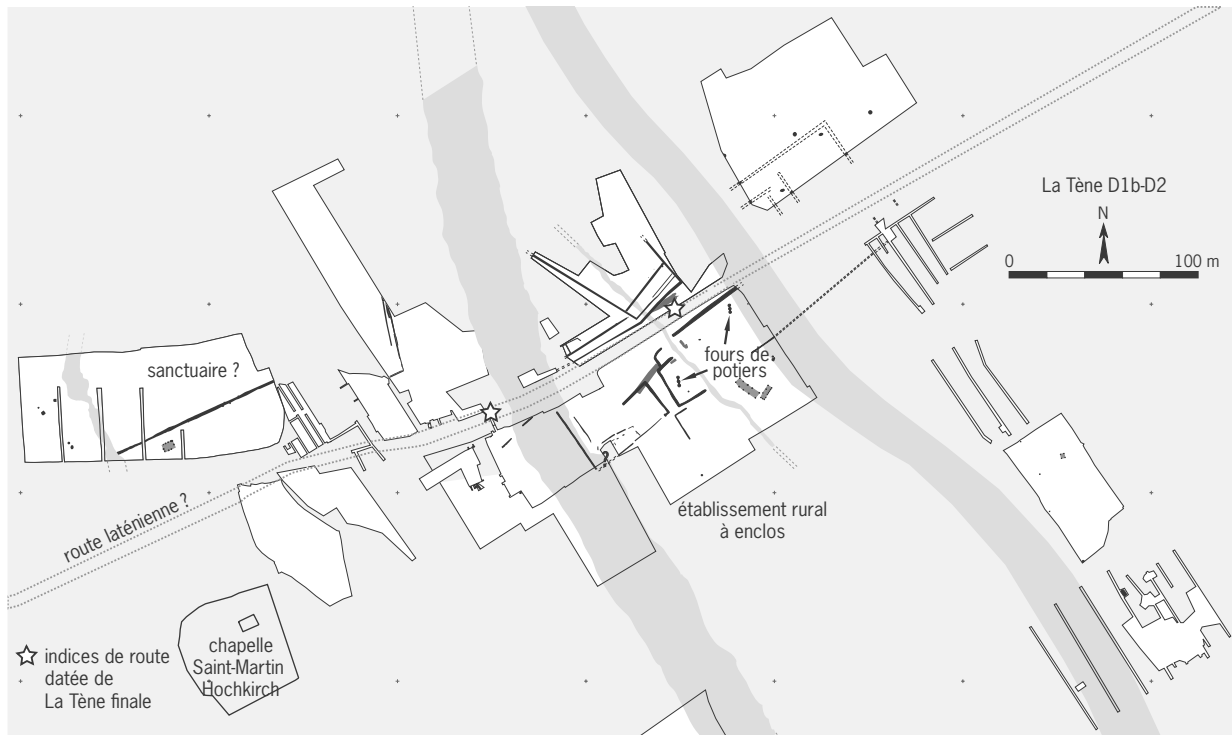 La Tène D1b-D2
N
0 100 m
fours de
potiers
sanctuaire ?
établissement rural
à enclos
route laténienne ?
chapelle
Saint-Martin
Hochkirch
indices de route
datée de
La Tène finale